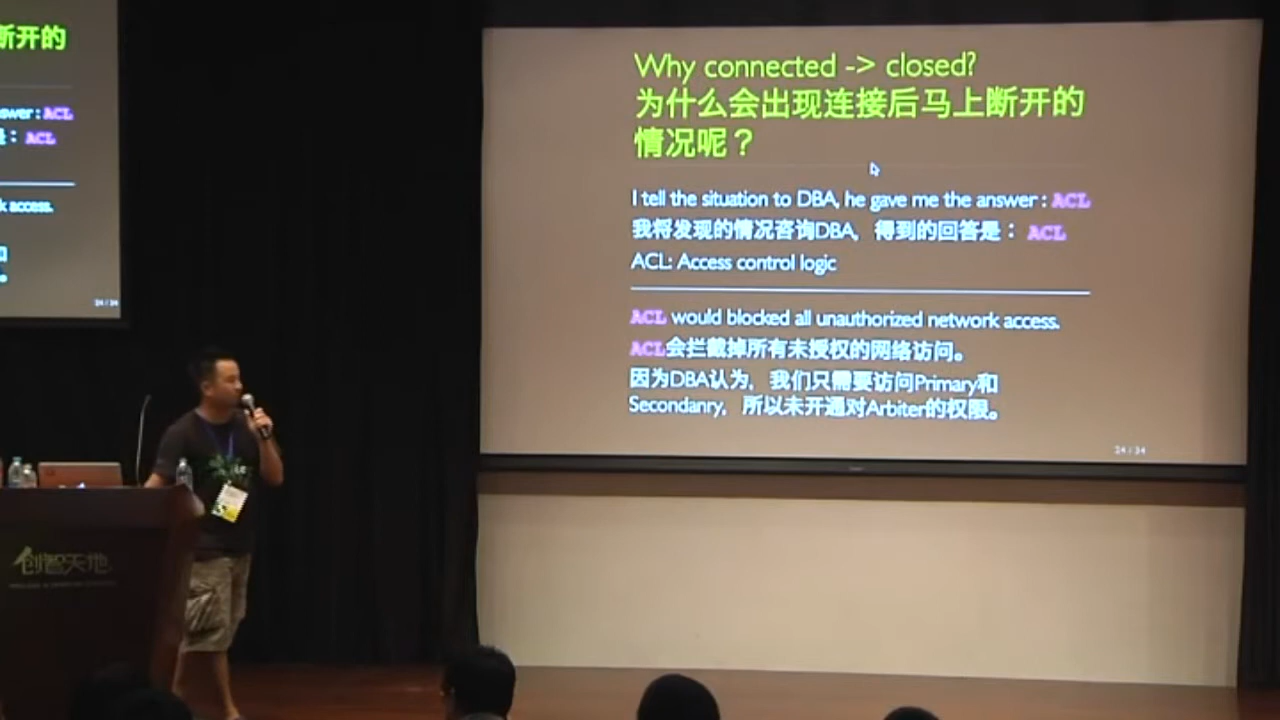 Why connected -> closed?
为什么会出现连接后马上断开的
情况呢？
I tell the situation to DBA, he gave me the answer : ACL
我将发现的情况咨询DBA，得到的回答是： ACL
ACL: Access control logic
ACL would blocked all unauthorized network access.
ACL会拦截掉所有未授权的网络访问。
因为DBA认为，我们只需要访问Primary和
Secondanry，所以未开通对Arbiter的权限。
24 / 34
断开的
swer : ACL
： ACL
k access.
和
。
24 / 34
创智天地